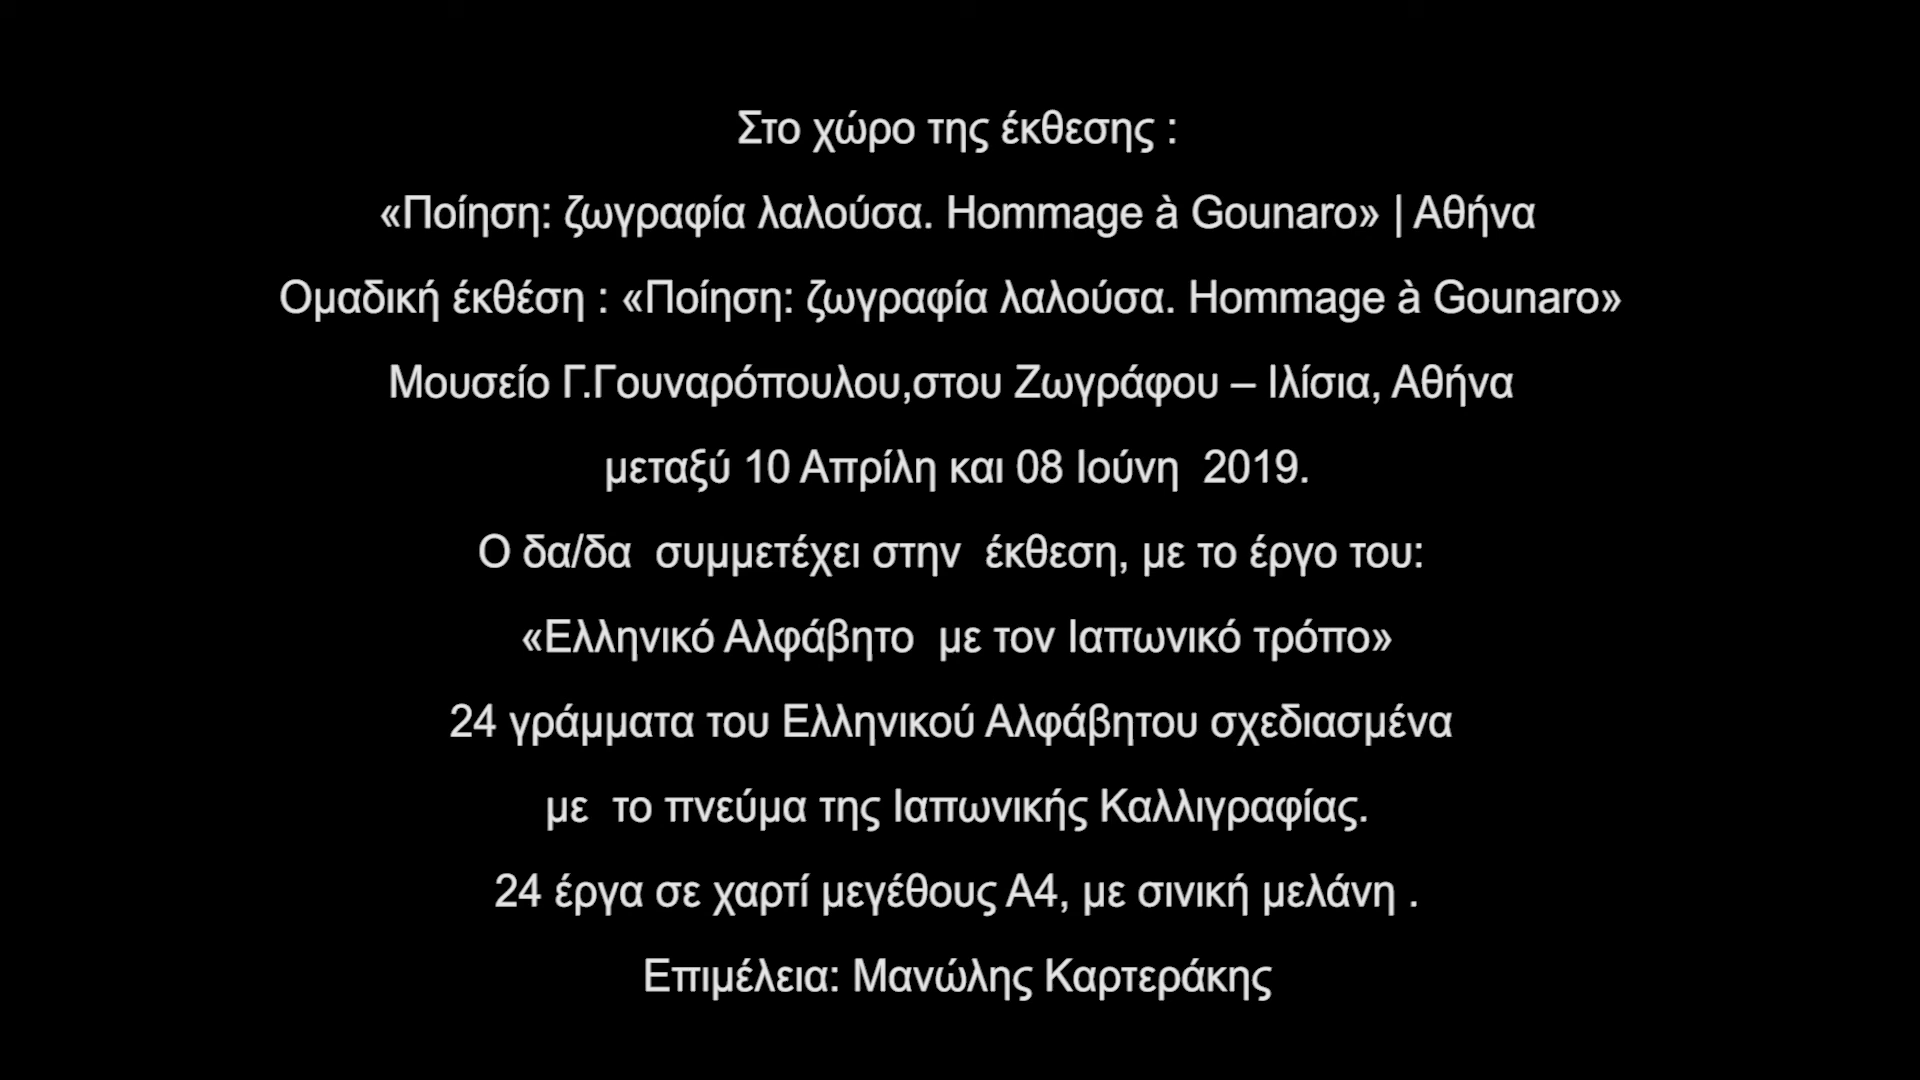 Στο χώρο της έκθεσης :
«Ποίηση: ζωγραφία λαλούσα. Hommage à Gounaro» | Αθήνα
Ομαδική έκθέση : «Ποίηση: ζωγραφία λαλούσα. Hommage à Gounaro»
Μουσείο Γ.Γουναρόπουλου,στου Ζωγράφου – Ιλίσια, Αθήνα
μεταξύ 10 Απρίλη και 08 Ιούνη  2019.
Ο δα/δα  συμμετέχει στην  έκθεση, με το έργο του:
«Ελληνικό Αλφάβητο  με τον Ιαπωνικό τρόπο»
24 γράμματα του Ελληνικού Αλφάβητου σχεδιασμένα
με  το πνεύμα της Ιαπωνικής Καλλιγραφίας.
24 έργα σε χαρτί μεγέθους Α4, με σινική μελάνη .
Επιμέλεια: Μανώλης Καρτεράκης